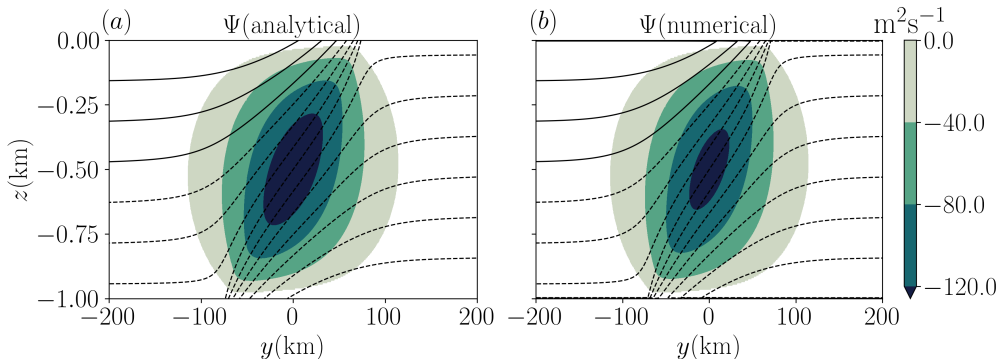 (a) Ψ(analytical)
(b) Ψ(numerical)
m²s⁻¹
0.00
−0.25
−0.50
−0.75
−1.00
z(km)
−200 −100 0 100 200
y(km)
−200 −100 0 100 200
y(km)
0.0
−40.0
−80.0
−120.0